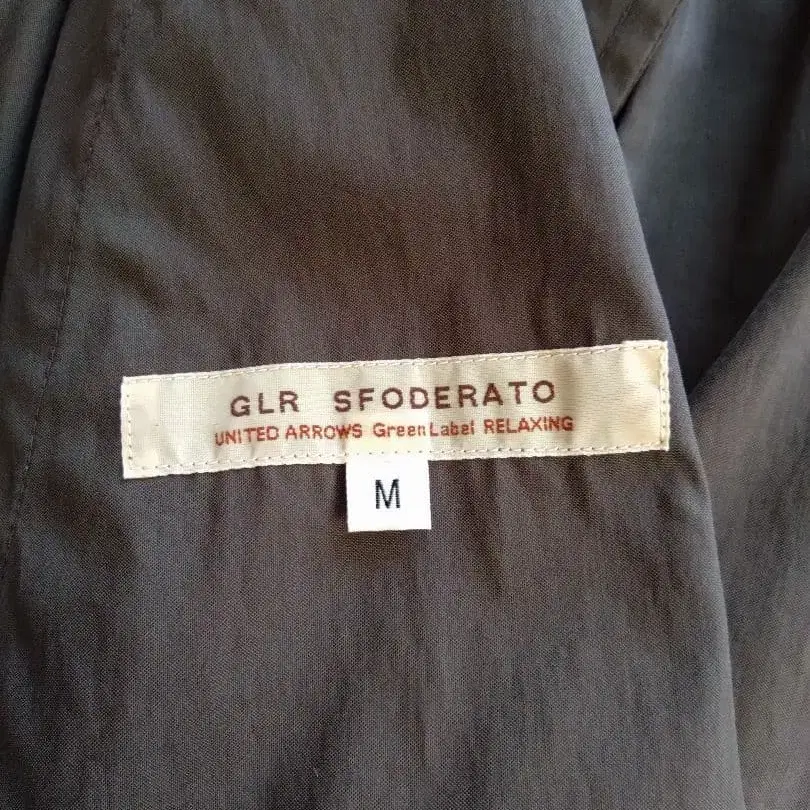 GLR SFODERATO
UNITED ARROWS Green Label RELAXING
M